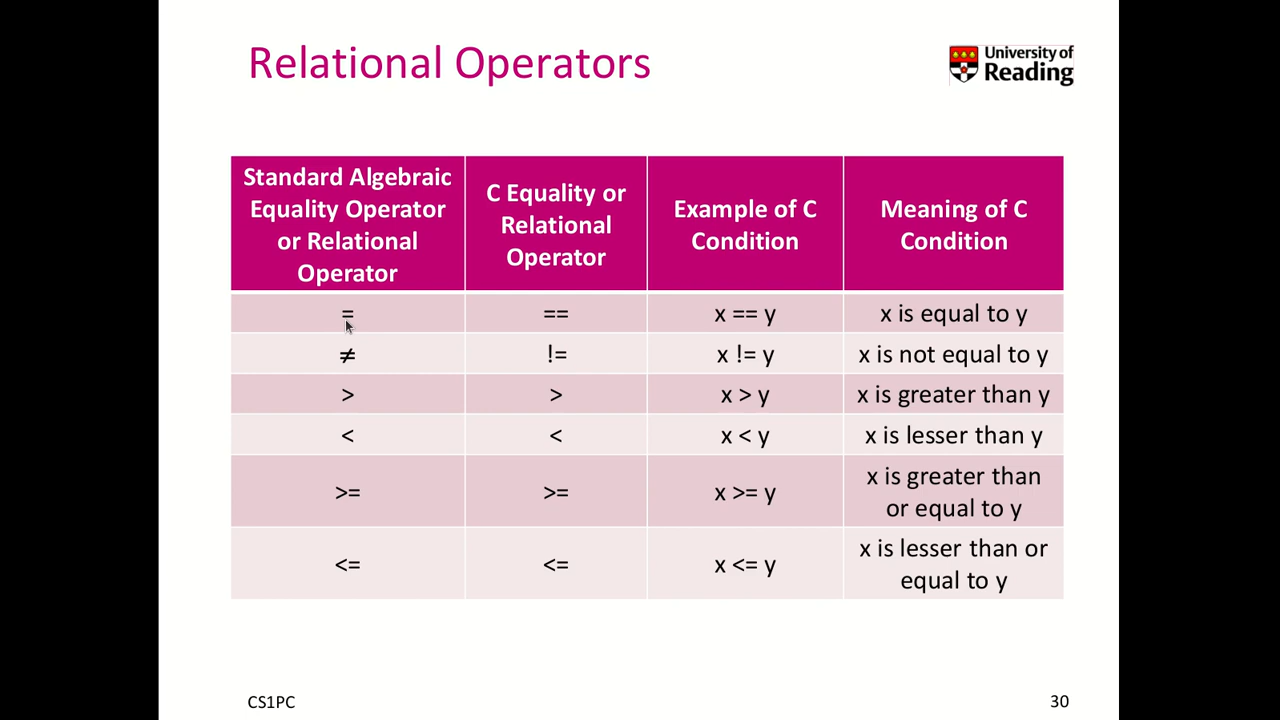 Relational Operators
University of
Reading
Standard Algebraic
Equality Operator
or Relational
Operator
C Equality or
Relational
Operator
Example of C
Condition
Meaning of C
Condition
= == x == y x is equal to y
≠ != x != y x is not equal to y
> > x > y x is greater than y
< < x < y x is lesser than y
>= >= x >= y x is greater than
or equal to y
<= <= x <= y x is lesser than or
equal to y
CS1PC 30